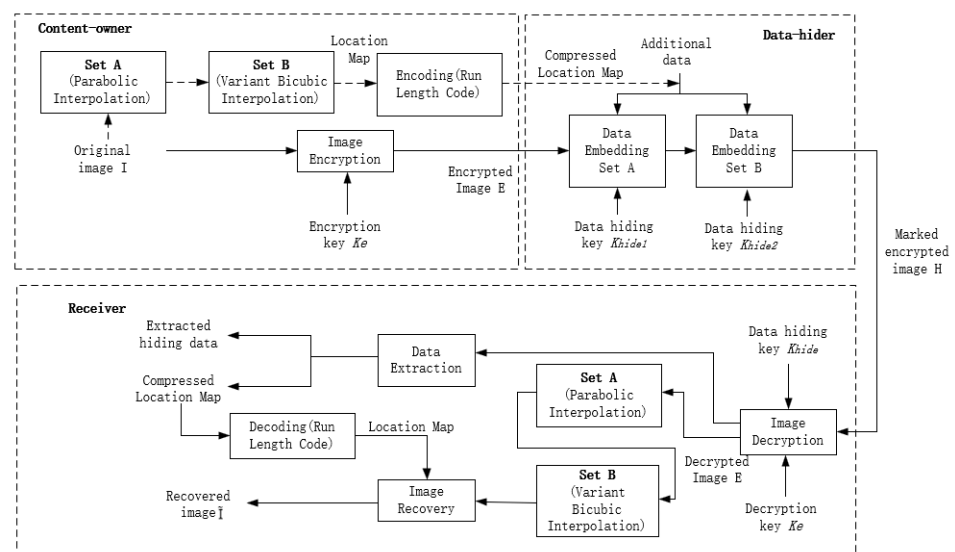 Content-owner
Set A
(Parabolic
Interpolation)
Set B
(Variant Bicubic
Interpolation)
Location
Map
Encoding(Run
Length Code)
Original
image I
Image
Encryption
Encryption
key Ke
Encrypted
Image E
Data-hider
Additional
data
Compressed
Location Map
Data
Embedding
Set A
Data
Embedding
Set B
Data hiding
key Khide1
Data hiding
key Khide2
Marked
encrypted
image H
Receiver
Extracted
hiding data
Compressed
Location Map
Data
Extraction
Data hiding
key Khide
Set A
(Parabolic
Interpolation)
Image
Decryption
Decoding(Run
Length Code)
Location Map
Decrypted
Image E
Set B
(Variant
Bicubic
Interpolation)
Image
Recovery
Recovered
image Ĩ
Decryption
key Ke